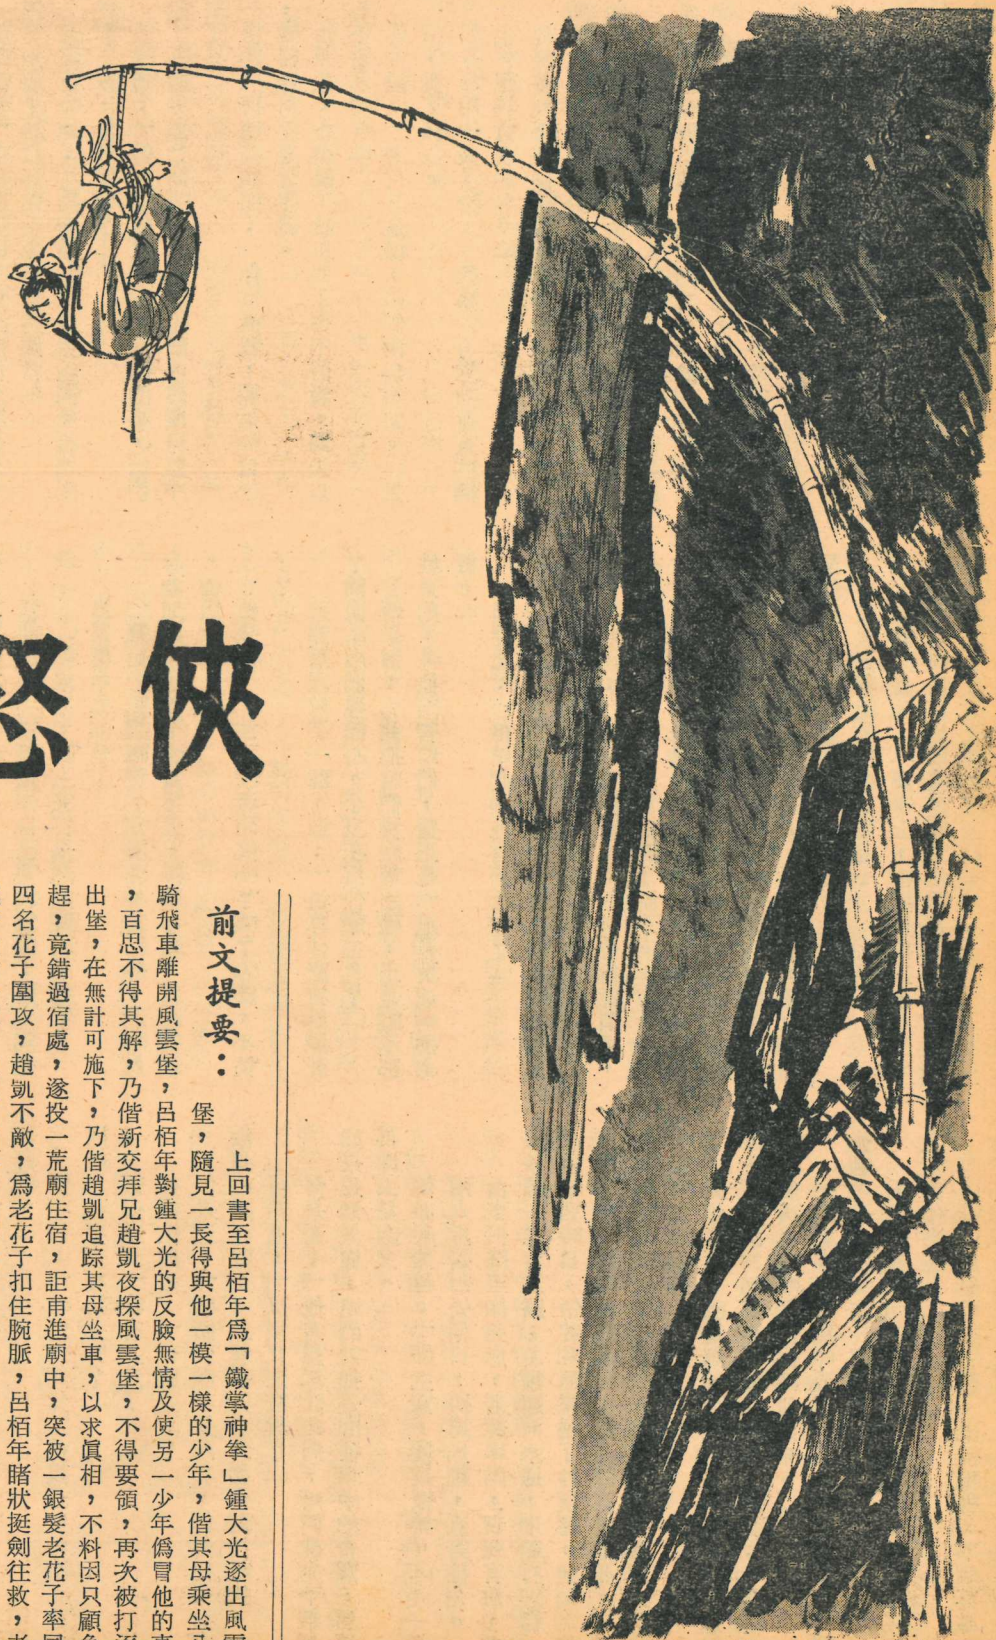 俠
前文提要：
上回書至呂栢年爲「鐵掌神拳」鍾大光逐出風雲
堡，隨見一長得與他一模一樣的少年，偕其母乘坐
騎飛車離開風雲堡，呂栢年對鍾大光的反臉無情及使另一少年僞冒他的
，百思不得其解，乃偕新交拜兄趙凱夜探風雲堡，不得要領，再次被打
出堡，在無計可施下，乃偕趙凱追踪其母坐車，以求眞相，不料因只顧
趕，竟錯過宿處，遂投一荒廟住宿，詎甫進廟中，突被一銀髮老花子率
四名花子圍攻，趙凱不敵，爲老花子扣住腕脈，呂栢年睹狀挺劍往救，